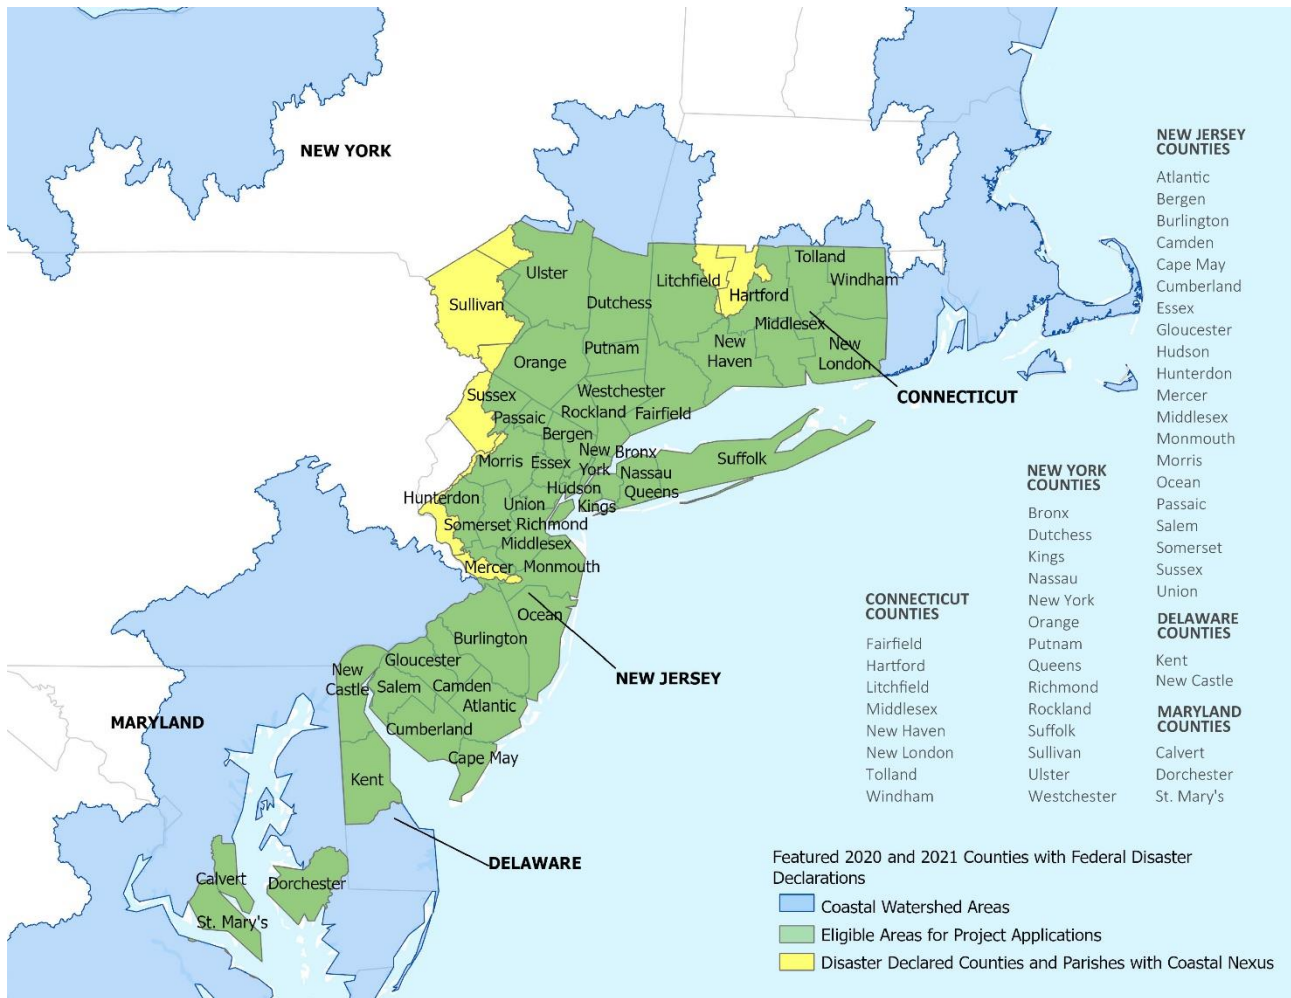 NEW YORK
Ulster
Sullivan
Dutchess
Litchfield
Hartford
Tolland
Windham
Middlesex
New
Haven
New
London
Putnam
Orange
Westchester
CONNECTICUT
Sussex
Passaic
Rockland
Fairfield
Bergen
New
York
Bronx
Morris
Essex
Nassau
Suffolk
Hudson
Queens
Hunterdon
Union
Kings
Somerset
Richmond
Middlesex
Mercer
Monmouth
Ocean
Burlington
Gloucester
New
Castle
Salem
Camden
NEW JERSEY
Atlantic
MARYLAND
Cumberland
Cape May
Kent
DELAWARE
Calvert
Dorchester
St. Mary's
CONNECTICUT
COUNTIES
Fairfield
Hartford
Litchfield
Middlesex
New Haven
New London
Tolland
Windham
NEW YORK
COUNTIES
Bronx
Dutchess
Kings
Nassau
New York
Orange
Putnam
Queens
Richmond
Rockland
Suffolk
Sullivan
Ulster
Westchester
NEW JERSEY
COUNTIES
Atlantic
Bergen
Burlington
Camden
Cape May
Cumberland
Essex
Gloucester
Hudson
Hunterdon
Mercer
Middlesex
Monmouth
Morris
Ocean
Passaic
Salem
Somerset
Sussex
Union
DELAWARE
COUNTIES
Kent
New Castle
MARYLAND
COUNTIES
Calvert
Dorchester
St. Mary's
Featured 2020 and 2021 Counties with Federal Disaster
Declarations
Coastal Watershed Areas
Eligible Areas for Project Applications
Disaster Declared Counties and Parishes with Coastal Nexus